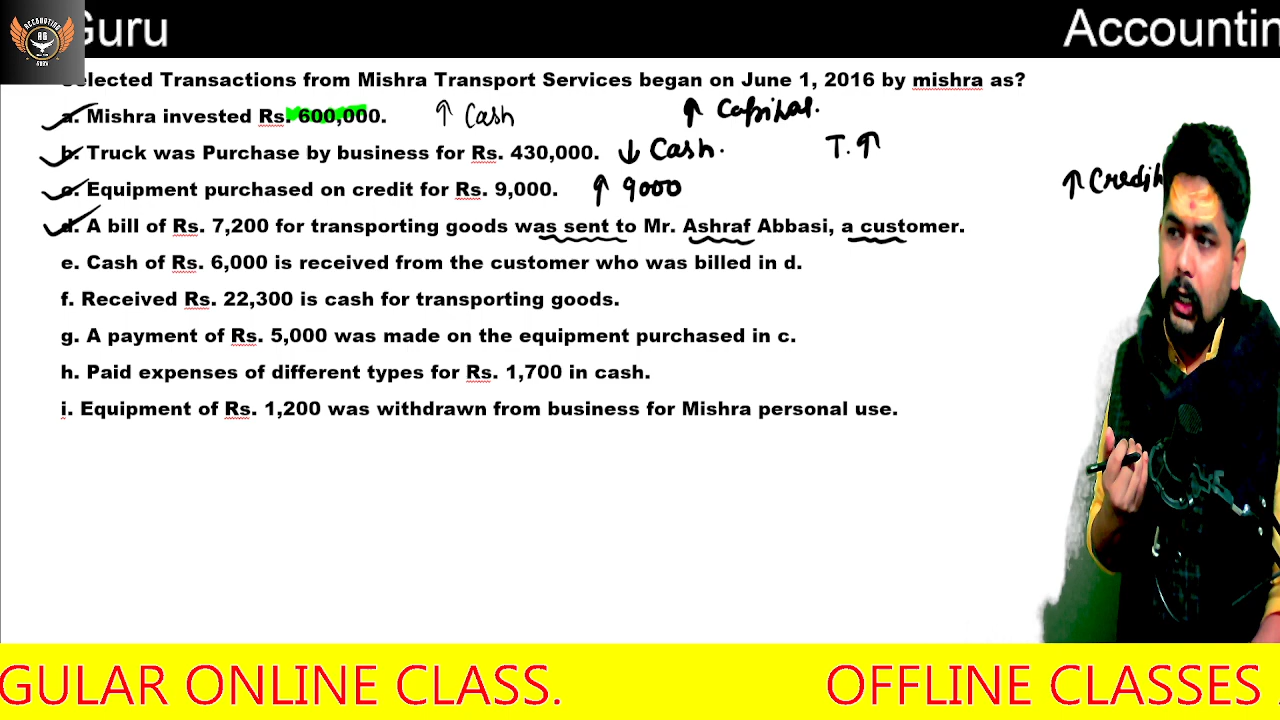 Guru Accountin
ACCOUNTING
AG
GURU
elected Transactions from Mishra Transport Services began on June 1, 2016 by mishra as?
a. Mishra invested Rs. 600,000. ↑ Cash ↑ Capital.
b. Truck was Purchase by business for Rs. 430,000. ↓ Cash. T. ↑
c. Equipment purchased on credit for Rs. 9,000. ↑ 9000 ↑ Credit
d. A bill of Rs. 7,200 for transporting goods was sent to Mr. Ashraf Abbasi, a customer.
e. Cash of Rs. 6,000 is received from the customer who was billed in d.
f. Received Rs. 22,300 is cash for transporting goods.
g. A payment of Rs. 5,000 was made on the equipment purchased in c.
h. Paid expenses of different types for Rs. 1,700 in cash.
i. Equipment of Rs. 1,200 was withdrawn from business for Mishra personal use.
GULAR ONLINE CLASS. OFFLINE CLASSES